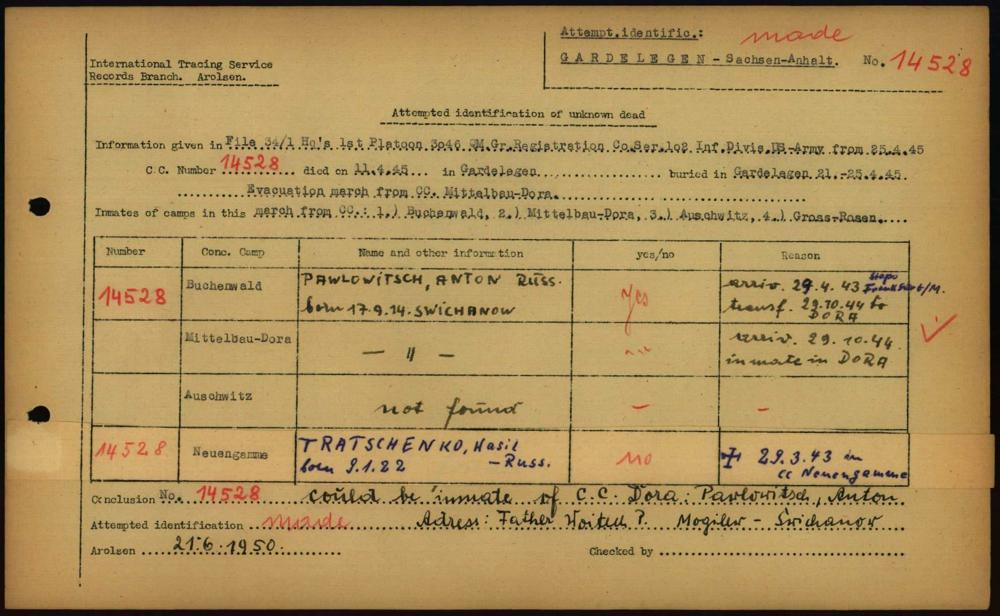 Attempt.identific.: made
GARDELEGEN - Sachsen-Anhalt. No. 14528
International Tracing Service
Records Branch. Arolsen.
Attempted identification of unknown dead
Information given in File 34/1 Hq's 1st Platoon 3046 QM.Gr.Registration Co.Ser.102 Inf.Divis.US-Army from 25.4.45
C.C. Number 14528 died on 11.4.45 in Gardelegen buried in Gardelegen 21.-25.4.45
Evacuation march from CC. Mittelbau-Dora.
Inmates of camps in this march from CC.: 1.) Buchenwald, 2.) Mittelbau-Dora, 3.) Auschwitz, 4.) Gross-Rosen.
Number Conc. Camp Name and other information yes/no Reason
14528 Buchenwald PAWLOWITSCH, ANTON RUSS. yes arriv. 29.4.43 Stapo Frankfurt/M.
born 17.9.14. SWICHANOW transf. 29.10.44 to
DORA
Mittelbau-Dora — " — arriv. 29.10.44
inmate in DORA
Auschwitz not found — —
14528 Neuengamme TRATSCHENKO, Wasil no 29.3.43 in
born 9.1.22 - Russ. CC Neuengamme
Conclusion No. 14528 could be inmate of C.C. Dora: Pavlowitsch, Anton
Attempted identification made Adress: Father Woited P. Mogilew - Swichanov
Arolsen 21.6.1950. Checked by